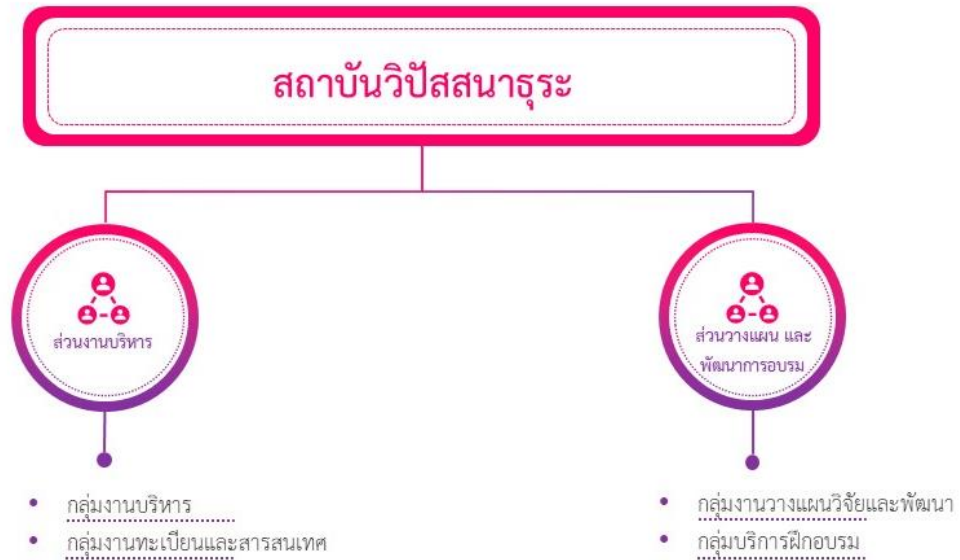 สถาบันวิปัสสนาธุระ
ส่วนงานบริหาร
ส่วนวางแผน และ
พัฒนาการอบรม
• กลุ่มงานบริหาร
• กลุ่มงานทะเบียนและสารสนเทศ
• กลุ่มงานวางแผนวิจัยและพัฒนา
• กลุ่มบริการฝึกอบรม